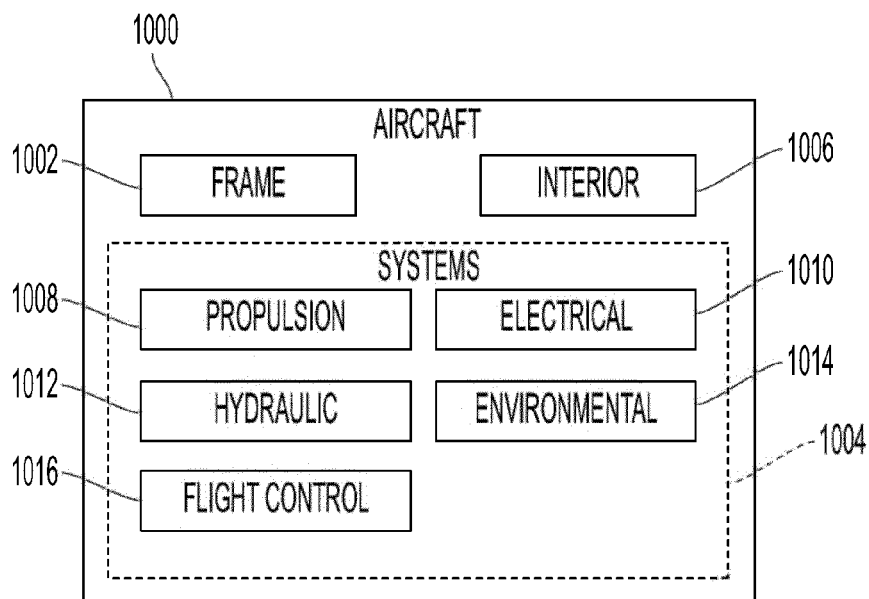 1000
AIRCRAFT
1002
FRAME
INTERIOR
1006
SYSTEMS
1008
PROPULSION
ELECTRICAL
1010
1012
HYDRAULIC
ENVIRONMENTAL
1014
1016
FLIGHT CONTROL
1004